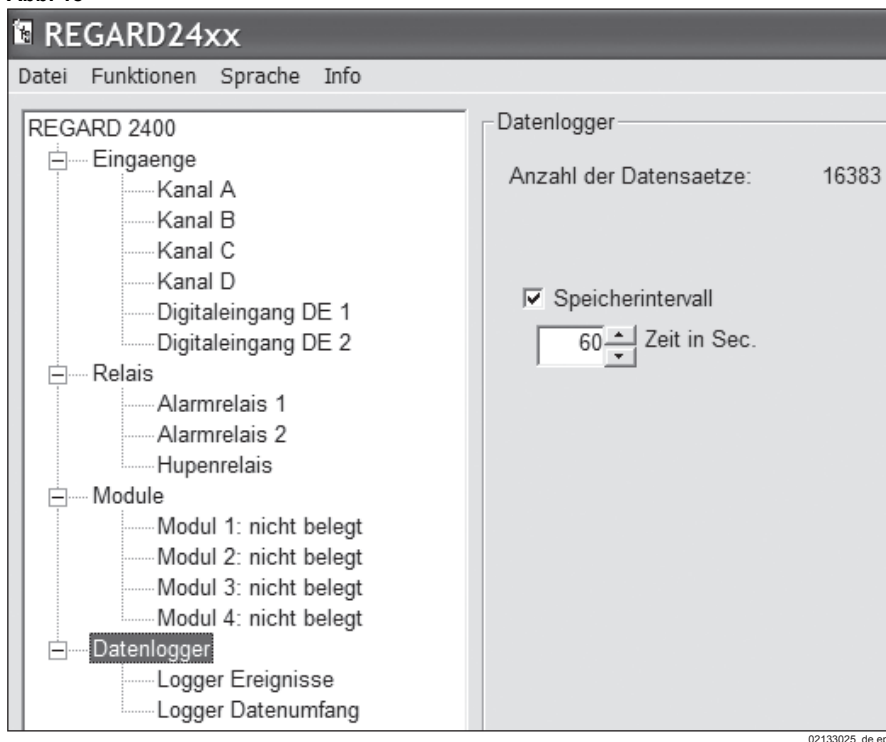 REGARD24xx
Datei Funktionen Sprache Info
REGARD 2400
Eingaenge
Kanal A
Kanal B
Kanal C
Kanal D
Digitaleingang DE 1
Digitaleingang DE 2
Relais
Alarmrelais 1
Alarmrelais 2
Hupenrelais
Module
Modul 1: nicht belegt
Modul 2: nicht belegt
Modul 3: nicht belegt
Modul 4: nicht belegt
Datenlogger
Logger Ereignisse
Logger Datenumfang
Datenlogger
Anzahl der Datensaetze: 16383
Speicherintervall
60 Zeit in Sec.